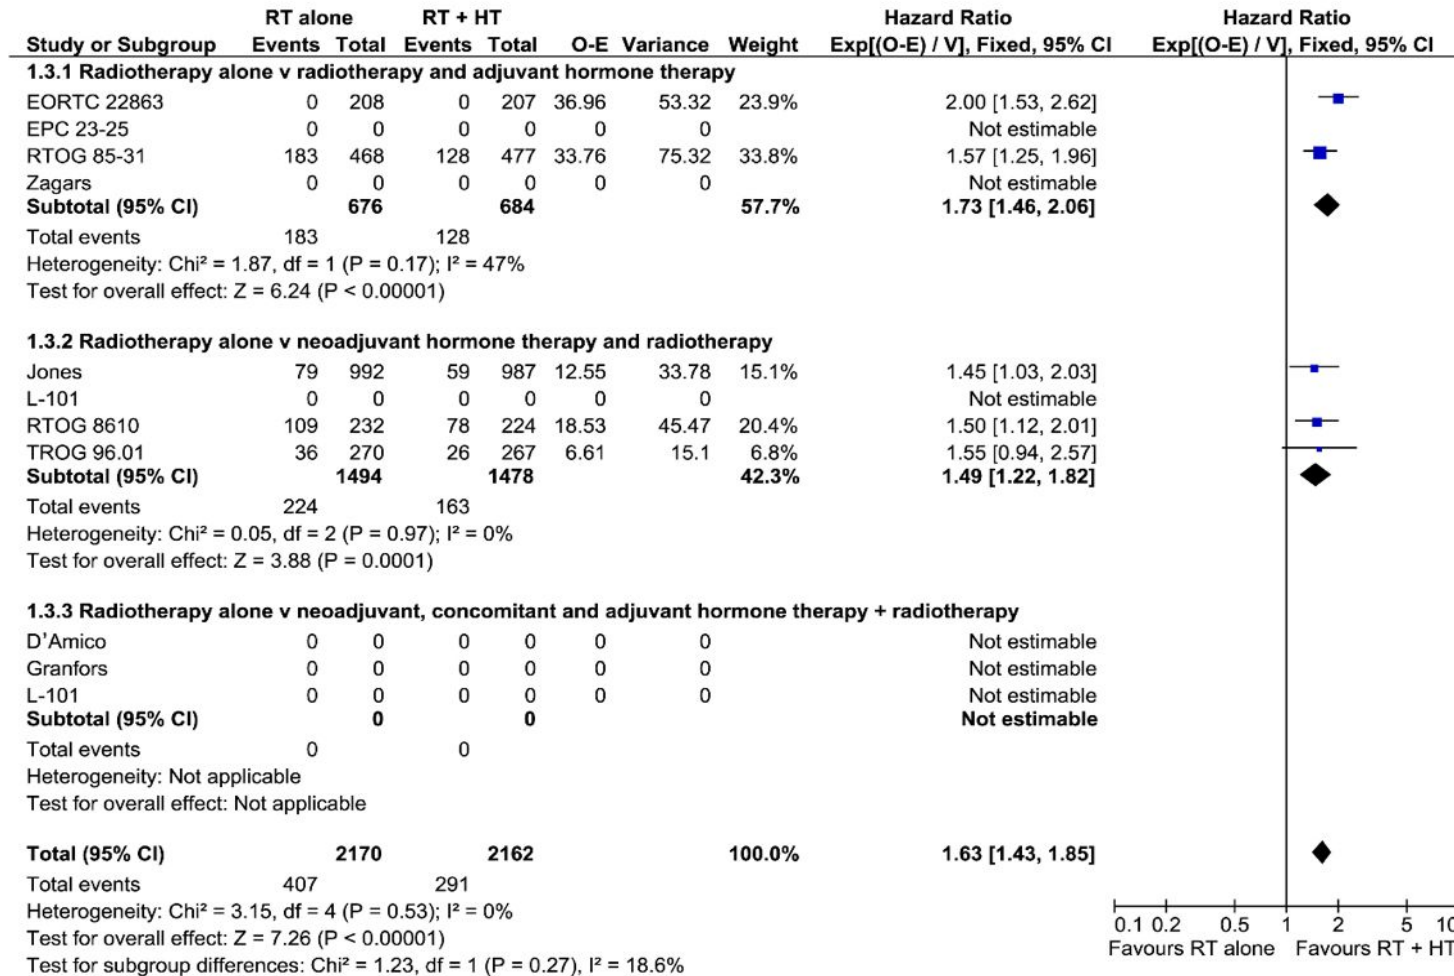 RT alone RT + HT Hazard Ratio Hazard Ratio
Study or Subgroup Events Total Events Total O-E Variance Weight Exp[(O-E) / V], Fixed, 95% CI Exp[(O-E) / V], Fixed, 95% CI
1.3.1 Radiotherapy alone v radiotherapy and adjuvant hormone therapy
EORTC 22863 0 208 0 207 36.96 53.32 23.9% 2.00 [1.53, 2.62]
EPC 23-25 0 0 0 0 0 0 Not estimable
RTOG 85-31 183 468 128 477 33.76 75.32 33.8% 1.57 [1.25, 1.96]
Zagars 0 0 0 0 0 0 Not estimable
Subtotal (95% CI) 676 684 57.7% 1.73 [1.46, 2.06]
Total events 183 128
Heterogeneity: Chi² = 1.87, df = 1 (P = 0.17); I² = 47%
Test for overall effect: Z = 6.24 (P < 0.00001)
1.3.2 Radiotherapy alone v neoadjuvant hormone therapy and radiotherapy
Jones 79 992 59 987 12.55 33.78 15.1% 1.45 [1.03, 2.03]
L-101 0 0 0 0 0 0 Not estimable
RTOG 8610 109 232 78 224 18.53 45.47 20.4% 1.50 [1.12, 2.01]
TROG 96.01 36 270 26 267 6.61 15.1 6.8% 1.55 [0.94, 2.57]
Subtotal (95% CI) 1494 1478 42.3% 1.49 [1.22, 1.82]
Total events 224 163
Heterogeneity: Chi² = 0.05, df = 2 (P = 0.97); I² = 0%
Test for overall effect: Z = 3.88 (P = 0.0001)
1.3.3 Radiotherapy alone v neoadjuvant, concomitant and adjuvant hormone therapy + radiotherapy
D'Amico 0 0 0 0 0 0 Not estimable
Granfors 0 0 0 0 0 0 Not estimable
L-101 0 0 0 0 0 0 Not estimable
Subtotal (95% CI) 0 0 Not estimable
Total events 0 0
Heterogeneity: Not applicable
Test for overall effect: Not applicable
Total (95% CI) 2170 2162 100.0% 1.63 [1.43, 1.85]
Total events 407 291
Heterogeneity: Chi² = 3.15, df = 4 (P = 0.53); I² = 0%
Test for overall effect: Z = 7.26 (P < 0.00001)
Test for subgroup differences: Chi² = 1.23, df = 1 (P = 0.27), I² = 18.6%
0.1 0.2 0.5 1 2 5 10
Favours RT alone Favours RT + HT